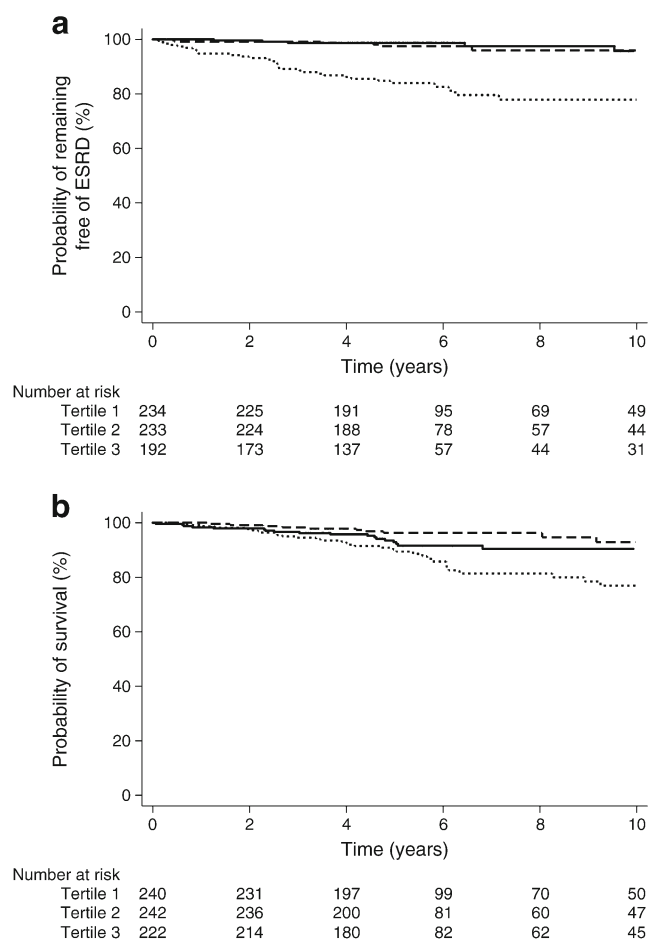 a
100
80
60
40
20
0
Probability of remaining
free of ESRD (%)
0 2 4 6 8 10
Time (years)
Number at risk
Tertile 1 234 225 191 95 69 49
Tertile 2 233 224 188 78 57 44
Tertile 3 192 173 137 57 44 31
b
100
80
60
40
20
0
Probability of survival (%)
0 2 4 6 8 10
Time (years)
Number at risk
Tertile 1 240 231 197 99 70 50
Tertile 2 242 236 200 81 60 47
Tertile 3 222 214 180 82 62 45